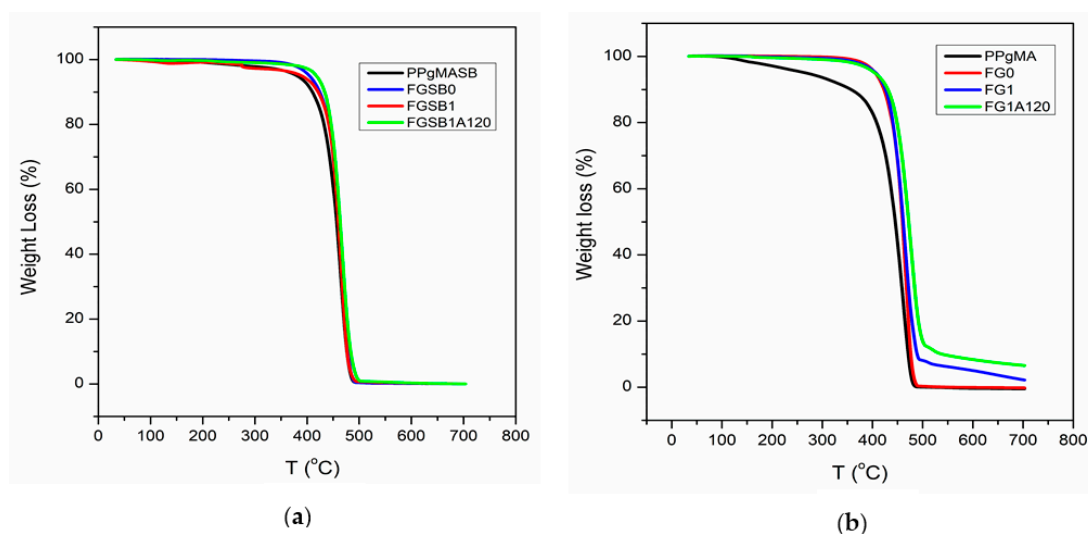 PPgMASB
FGSB0
FGSB1
FGSB1A120
Weight Loss (%)
100
80
60
40
20
0
0 100 200 300 400 500 600 700 800
T (°C)
(a)
PPgMA
FG0
FG1
FG1A120
Weight loss (%)
100
80
60
40
20
0
0 100 200 300 400 500 600 700 800
T (°C)
(b)